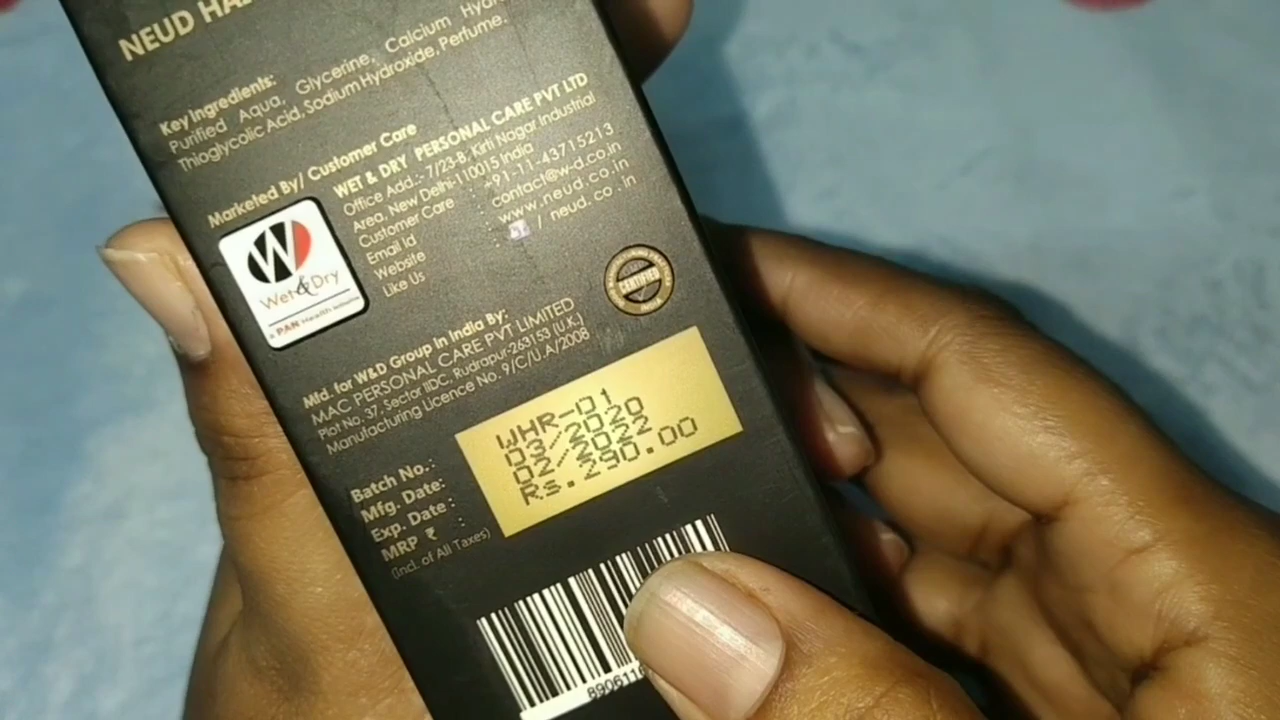 NEUD
Key Ingredients:
Purified Aqua, Glycerine, Calcium
Thioglycolic Acid, Sodium Hydroxide, Perfume.
Marketed By/ Customer Care
WET & DRY PERSONAL CARE PVT LTD
Office Add.:- 7/23-B, Kirti Nagar Industrial
Area, New Delhi-110015 India
Customer Care : +91-11-43715213
Email Id : contact@w-d.co.in
Website : www.neud.co.in
Like Us : / neud. co . in
W
Wet & Dry
a PAN Health Initiative
CERTIFIED
Mfd. for W&D Group in India By:
MAC PERSONAL CARE PVT LIMITED
Plot No. 37, Sector IIDC, Rudrapur-263153 (U.K.)
Manufacturing Licence No. 9/C/U.A/2008
Batch No.: WHR-01
Mfg. Date: 03/2020
Exp. Date : 02/2022
MRP ₹ : Rs.290.00
(Incl. of All Taxes)